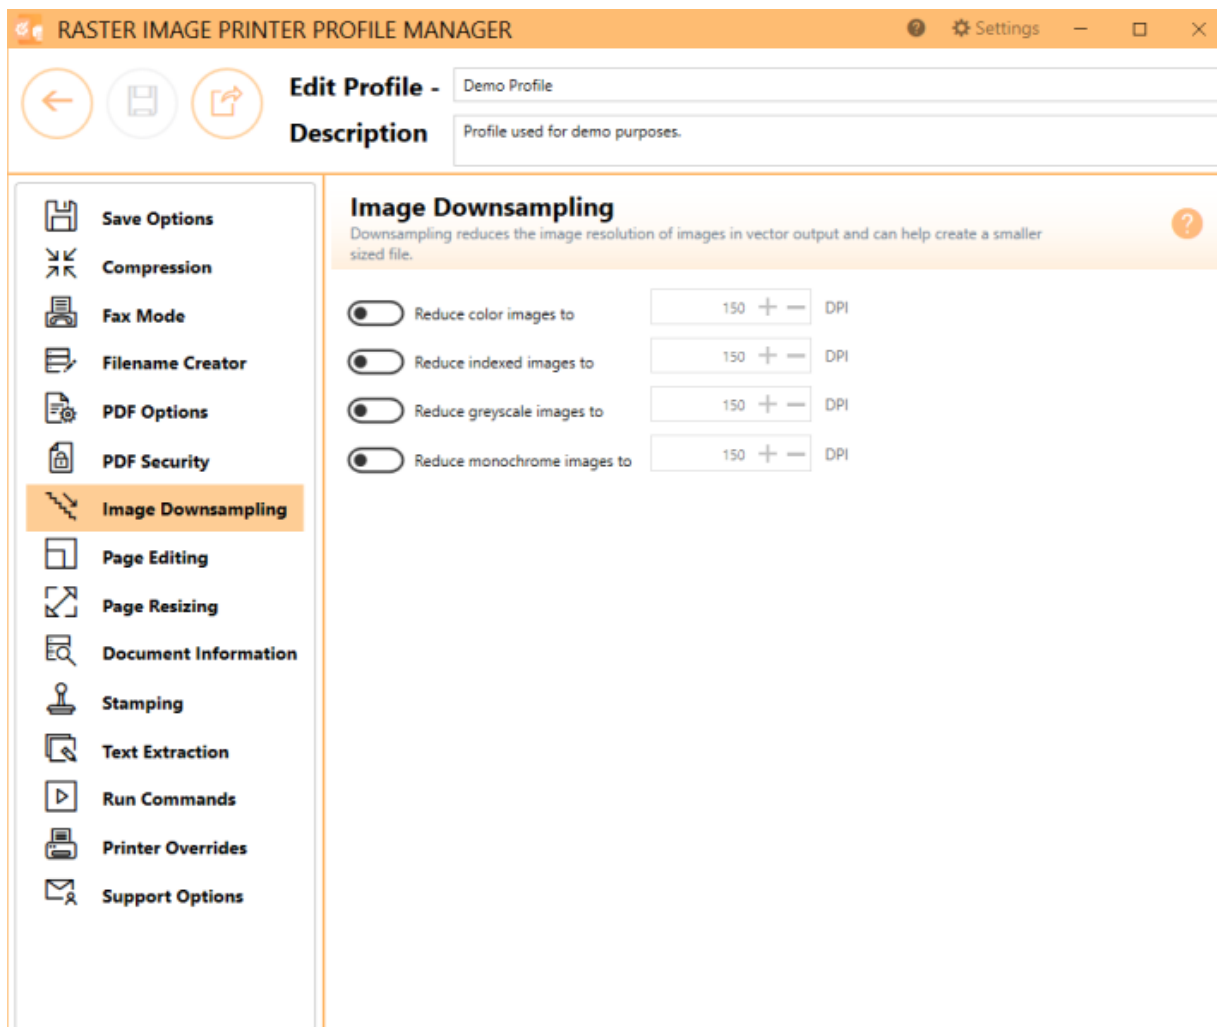 RASTER IMAGE PRINTER PROFILE MANAGER
? Settings
Edit Profile - Demo Profile
Description Profile used for demo purposes.
Save Options
Compression
Fax Mode
Filename Creator
PDF Options
PDF Security
Image Downsampling
Page Editing
Page Resizing
Document Information
Stamping
Text Extraction
Run Commands
Printer Overrides
Support Options
Image Downsampling
Downsampling reduces the image resolution of images in vector output and can help create a smaller
sized file.
?
Reduce color images to 150 + − DPI
Reduce indexed images to 150 + − DPI
Reduce greyscale images to 150 + − DPI
Reduce monochrome images to 150 + − DPI